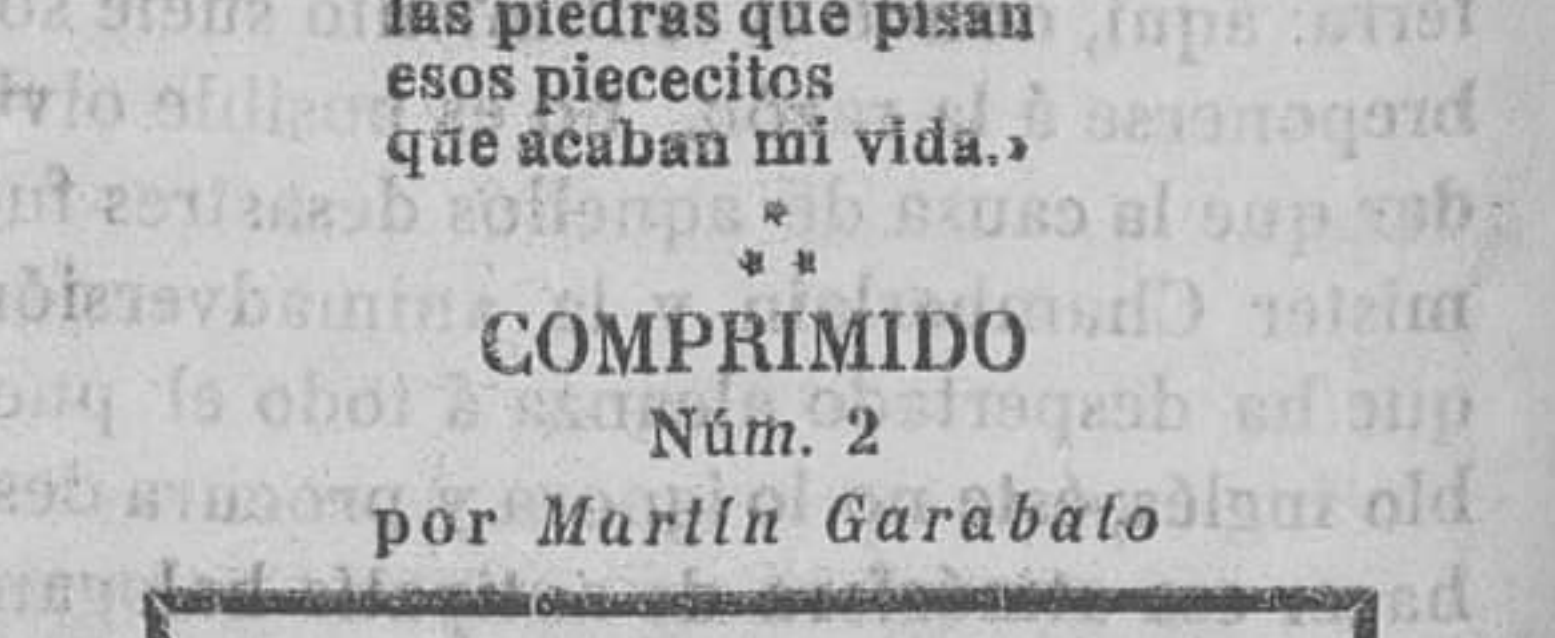 las piedras que pisan
esos piececitos
que acaban mi vida.»
*
* *
COMPRIMIDO
Núm. 2
por Martín Garabato